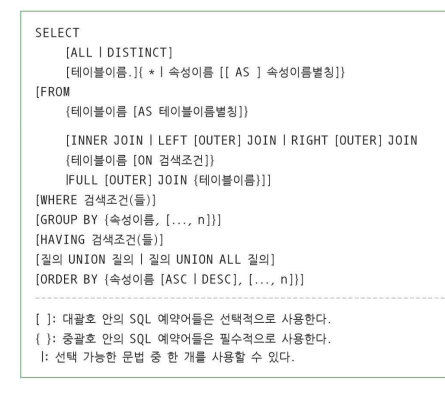 SELECT
[ALL | DISTINCT]
[테이블이름.]{ * | 속성이름 [[ AS ] 속성이름별칭]}
[FROM
{테이블이름 [AS 테이블이름별칭]}
[INNER JOIN | LEFT [OUTER] JOIN | RIGHT [OUTER] JOIN
{테이블이름 [ON 검색조건]}
|FULL [OUTER] JOIN {테이블이름}]]
[WHERE 검색조건(들)]
[GROUP BY {속성이름, [..., n]}]
[HAVING 검색조건(들)]
[질의 UNION 질의 | 질의 UNION ALL 질의]
[ORDER BY {속성이름 [ASC | DESC], [..., n]}]
[ ]: 대괄호 안의 SQL 예약어들은 선택적으로 사용한다.
{ }: 중괄호 안의 SQL 예약어들은 필수적으로 사용한다.
|: 선택 가능한 문법 중 한 개를 사용할 수 있다.